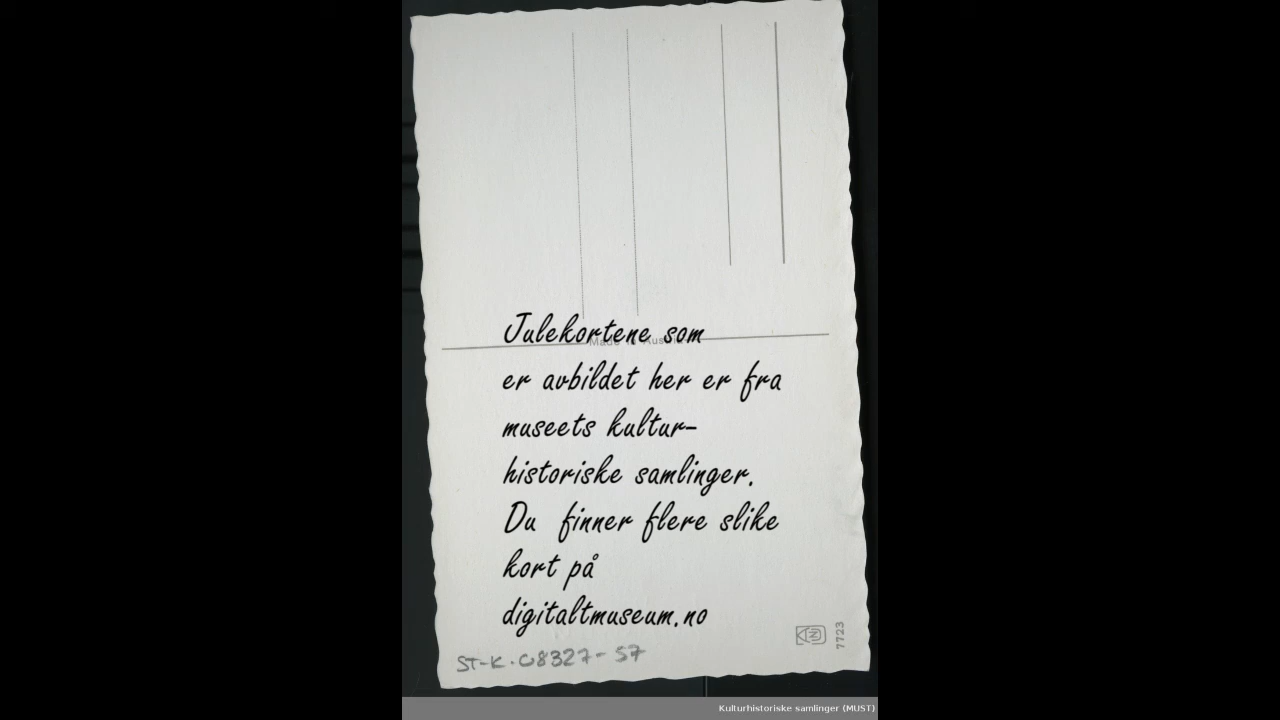 Julekortene som
er avbildet her er fra
museets kultur-
historiske samlinger.
Du finner flere slike
kort på
digitaltmuseum.no
ST-K.C8327-57
7723
Kulturhistoriske samlinger (MUST)